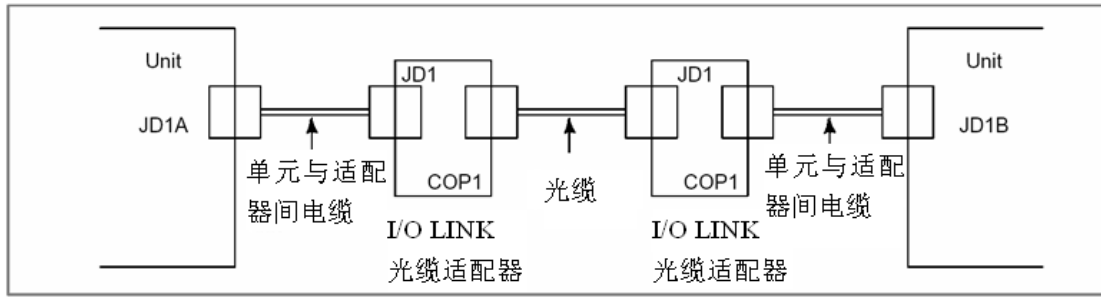 Unit
JD1A
单元与适配
器间电缆
JD1
COP1
I/O LINK
光缆适配器
光缆
JD1
COP1
I/O LINK
光缆适配器
单元与适配
器间电缆
Unit
JD1B